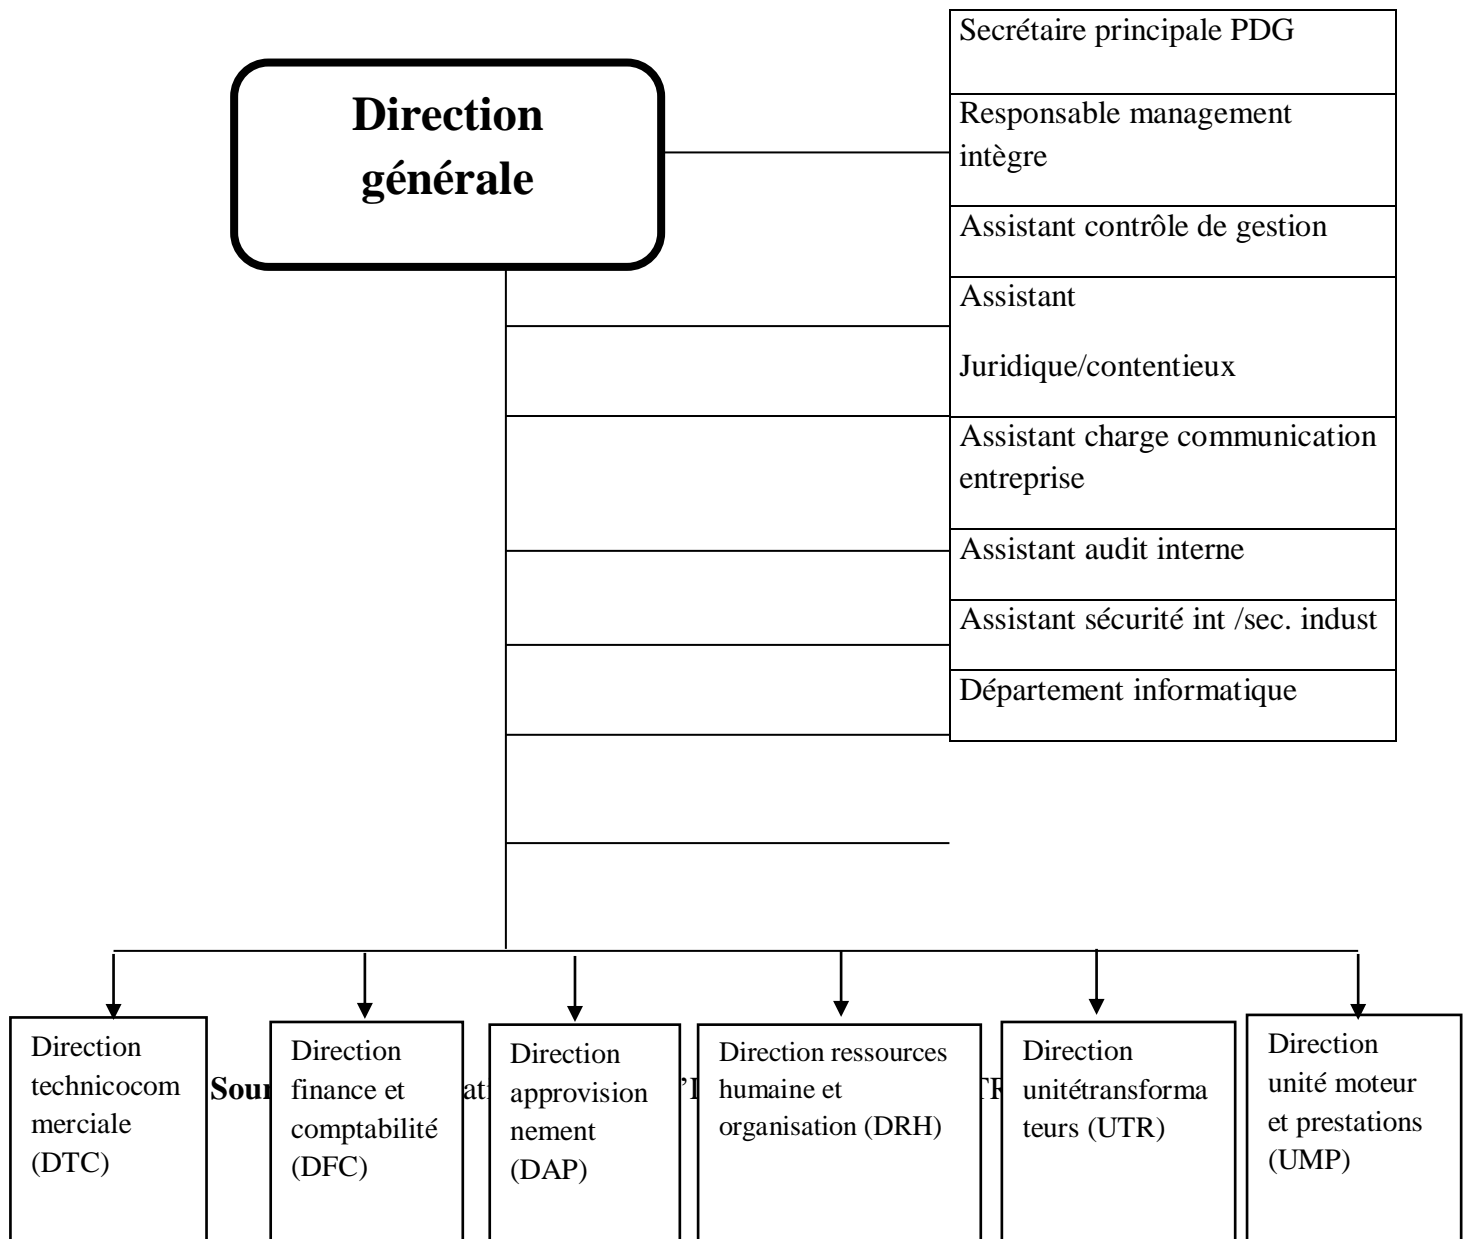 Direction
générale
Secrétaire principale PDG
Responsable management
intègre
Assistant contrôle de gestion
Assistant
Juridique/contentieux
Assistant charge communication
entreprise
Assistant audit interne
Assistant sécurité int /sec. indust
Département informatique
Direction
technicocom
merciale
(DTC)
Direction
finance et
comptabilité
(DFC)
Direction
approvision
nement
(DAP)
Direction ressources
humaine et
organisation (DRH)
Direction
unitétransforma
teurs (UTR)
Direction
unité moteur
et prestations
(UMP)